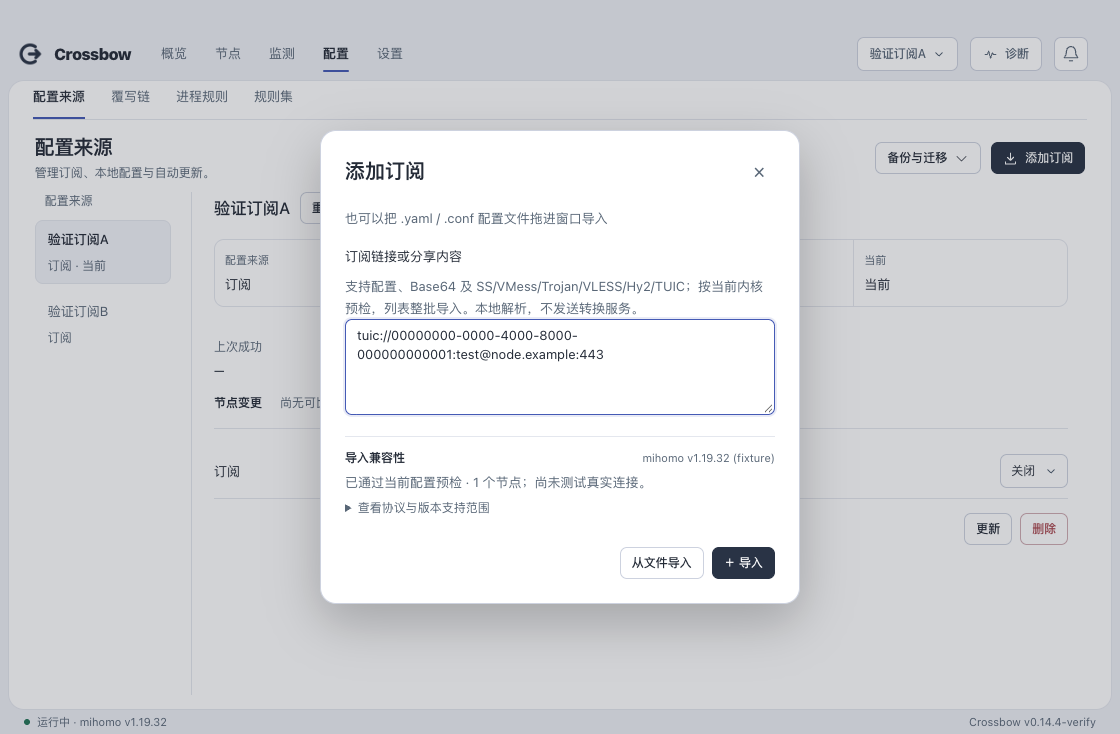 Crossbow
概览
节点
监测
配置
设置
验证订阅A
诊断
配置来源
覆写链
进程规则
规则集
配置来源
管理订阅、本地配置与自动更新。
备份与迁移
添加订阅
配置来源
验证订阅A
订阅 · 当前
验证订阅B
订阅
验证订阅A
配置来源
订阅
当前
当前
上次成功
—
节点变更
尚无可
订阅
关闭
更新
删除
添加订阅
也可以把 .yaml / .conf 配置文件拖进窗口导入
订阅链接或分享内容
支持配置、Base64 及 SS/VMess/Trojan/VLESS/Hy2/TUIC；按当前内核
预检，列表整批导入。本地解析，不发送转换服务。
tuic://00000000-0000-4000-8000-
000000000001:test@node.example:443
导入兼容性
mihomo v1.19.32 (fixture)
已通过当前配置预检 · 1 个节点；尚未测试真实连接。
查看协议与版本支持范围
从文件导入
+ 导入
运行中 · mihomo v1.19.32
Crossbow v0.14.4-verify